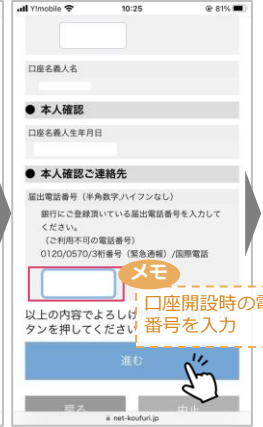 Y!mobile 10:25 81%
口座名義人名
● 本人確認
口座名義人生年月日
● 本人確認ご連絡先
届出電話番号（半角数字,ハイフンなし）
銀行にご登録頂いている届出電話番号を入力して
ください。
（ご利用不可の電話番号）
0120/0570/3桁番号（緊急通報）/国際電話
メモ
口座開設時の電
番号を入力
以上の内容でよろしけ
タンを押してください
進む
戻る 中止
net-koufuri.jp